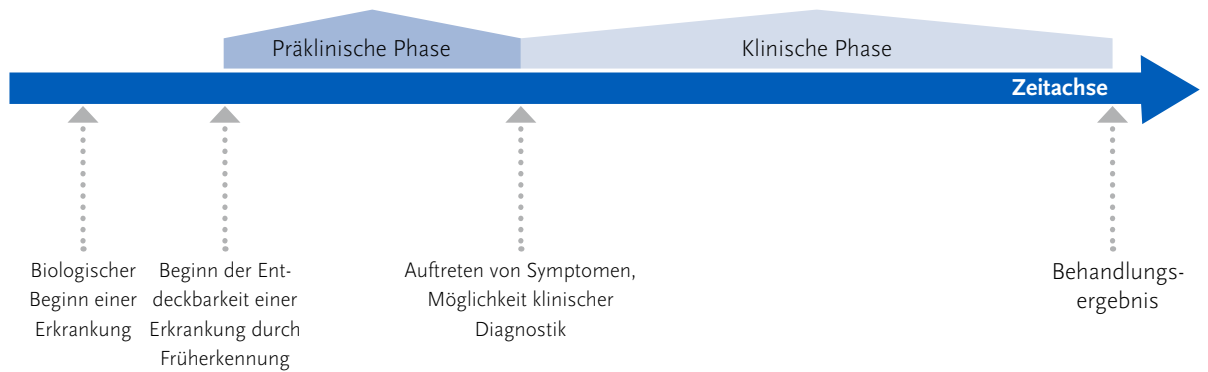 Präklinische Phase
Klinische Phase
Zeitachse
Biologischer
Beginn einer
Erkrankung
Beginn der Ent-
deckbarkeit einer
Erkrankung durch
Früherkennung
Auftreten von Symptomen,
Möglichkeit klinischer
Diagnostik
Behandlungs-
ergebnis